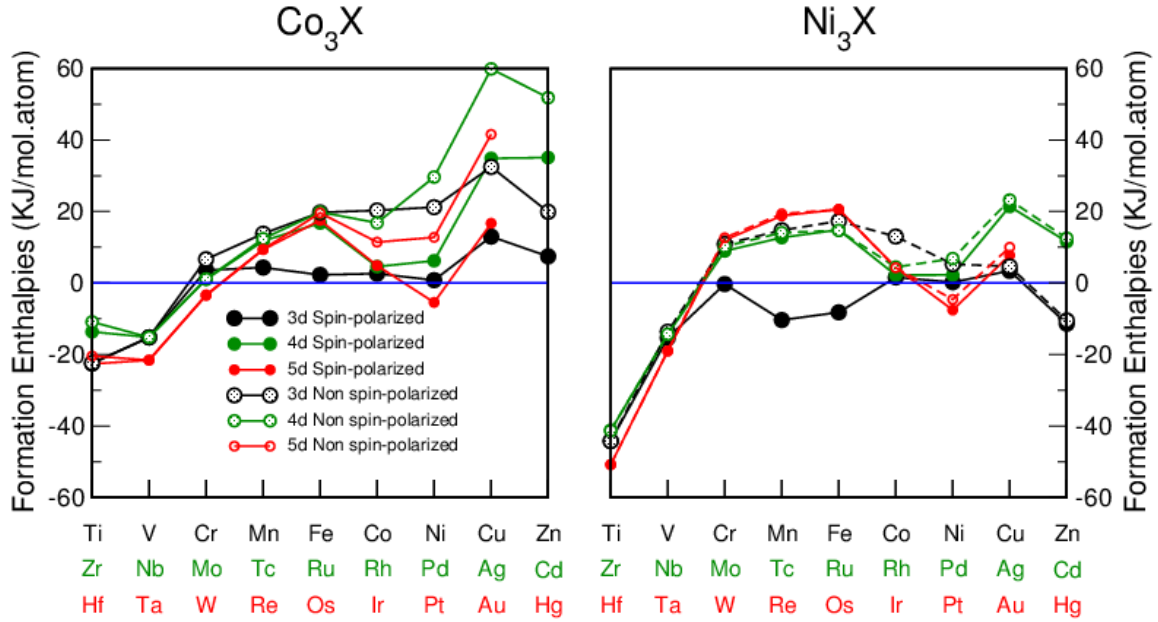 Co3X
Ni3X
Formation Enthalpies (KJ/mol.atom)
60
40
20
0
-20
-40
-60
3d Spin-polarized
4d Spin-polarized
5d Spin-polarized
3d Non spin-polarized
4d Non spin-polarized
5d Non spin-polarized
60
40
20
0
-20
-40
-60
Formation Enthalpies (KJ/mol.atom)
Ti V Cr Mn Fe Co Ni Cu Zn
Zr Nb Mo Tc Ru Rh Pd Ag Cd
Hf Ta W Re Os Ir Pt Au Hg
Ti V Cr Mn Fe Co Ni Cu Zn
Zr Nb Mo Tc Ru Rh Pd Ag Cd
Hf Ta W Re Os Ir Pt Au Hg